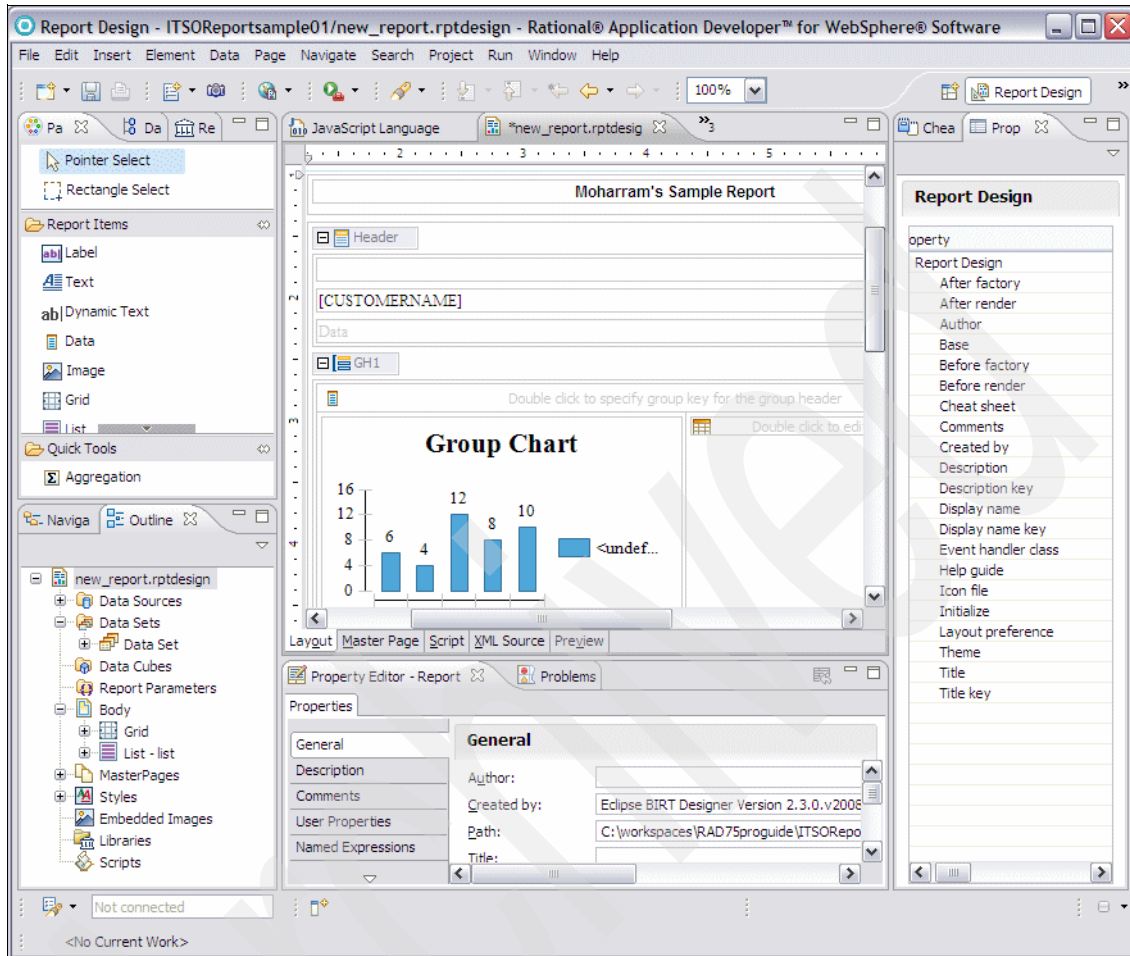 Report Design - ITSOReportsample01/new_report.rptdesign - Rational® Application Developer™ for WebSphere® Software
File Edit Insert Element Data Page Navigate Search Project Run Window Help
100%
Report Design
»
Pa
Da
Re
Pointer Select
Rectangle Select
Report Items
Label
Text
Dynamic Text
Data
Image
Grid
List
Quick Tools
Aggregation
Naviga
Outline
new_report.rptdesign
Data Sources
Data Sets
Data Set
Data Cubes
Report Parameters
Body
Grid
List - list
MasterPages
Styles
Embedded Images
Libraries
Scripts
JavaScript Language
*new_report.rptdesig
»3
2 3 4 5
Moharram's Sample Report
Header
[CUSTOMERNAME]
Data
GH1
Double click to specify group key for the group header
Double click to edi
Group Chart
16
12
8
4
0
6
4
12
8
10
<undef...
2
3
4
Layout Master Page Script XML Source Preview
Property Editor - Report
Problems
Properties
General
Description
Comments
User Properties
Named Expressions
General
Author:
Created by: Eclipse BIRT Designer Version 2.3.0.v2008
Path: C:\workspaces\RAD75proguide\ITSORepo
Title:
Chea
Prop
Report Design
operty
Report Design
After factory
After render
Author
Base
Before factory
Before render
Cheat sheet
Comments
Created by
Description
Description key
Display name
Display name key
Event handler class
Help guide
Icon file
Initialize
Layout preference
Theme
Title
Title key
Not connected
<No Current Work>